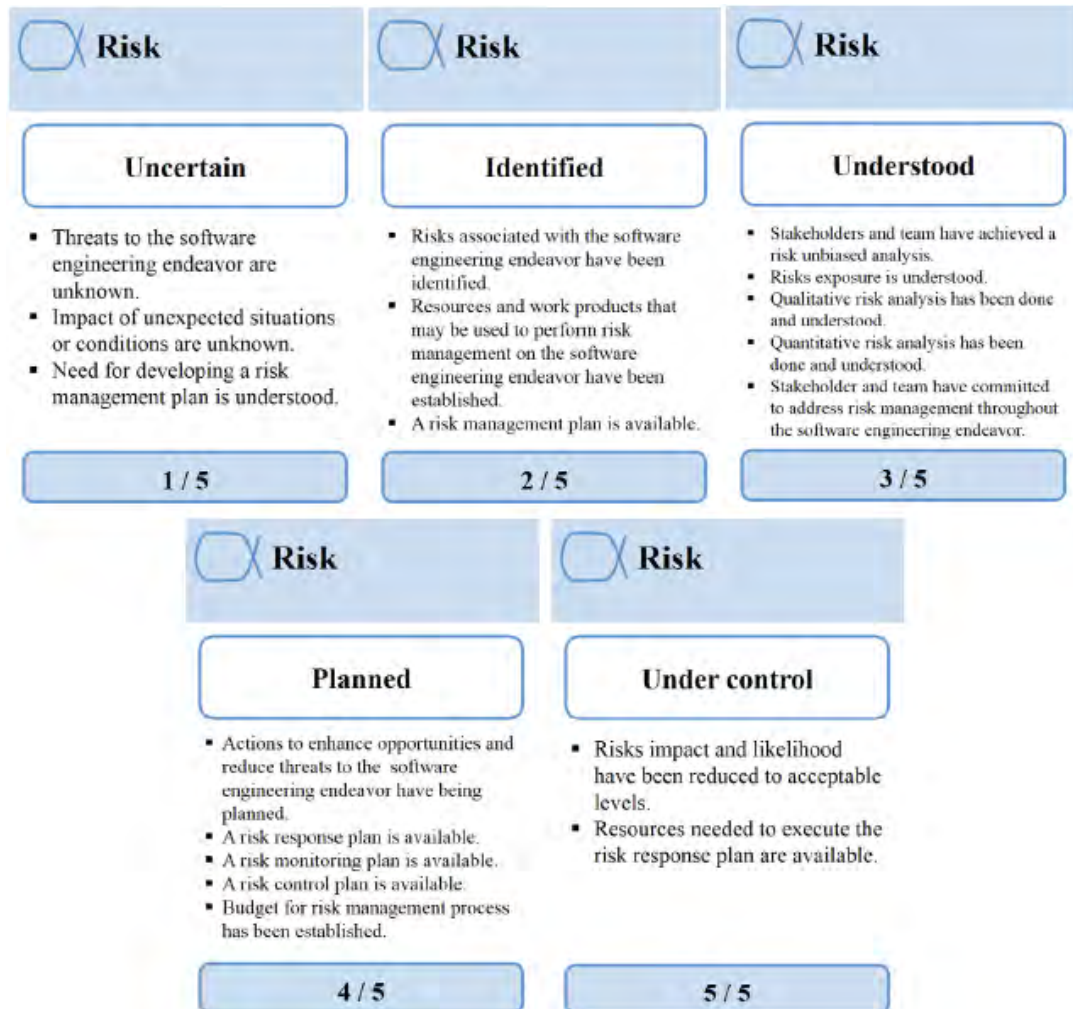 Risk
Uncertain
▪ Threats to the software
engineering endeavor are
unknown.
▪ Impact of unexpected situations
or conditions are unknown.
▪ Need for developing a risk
management plan is understood.
1 / 5
Risk
Identified
▪ Risks associated with the software
engineering endeavor have been
identified.
▪ Resources and work products that
may be used to perform risk
management on the software
engineering endeavor have been
established.
▪ A risk management plan is available.
2 / 5
Risk
Understood
▪ Stakeholders and team have achieved a
risk unbiased analysis.
▪ Risks exposure is understood.
▪ Qualitative risk analysis has been done
and understood.
▪ Quantitative risk analysis has been
done and understood.
▪ Stakeholder and team have committed
to address risk management throughout
the software engineering endeavor.
3 / 5
Risk
Planned
▪ Actions to enhance opportunities and
reduce threats to the software
engineering endeavor have being
planned.
▪ A risk response plan is available.
▪ A risk monitoring plan is available.
▪ A risk control plan is available.
▪ Budget for risk management process
has been established.
4 / 5
Risk
Under control
▪ Risks impact and likelihood
have been reduced to acceptable
levels.
▪ Resources needed to execute the
risk response plan are available.
5 / 5